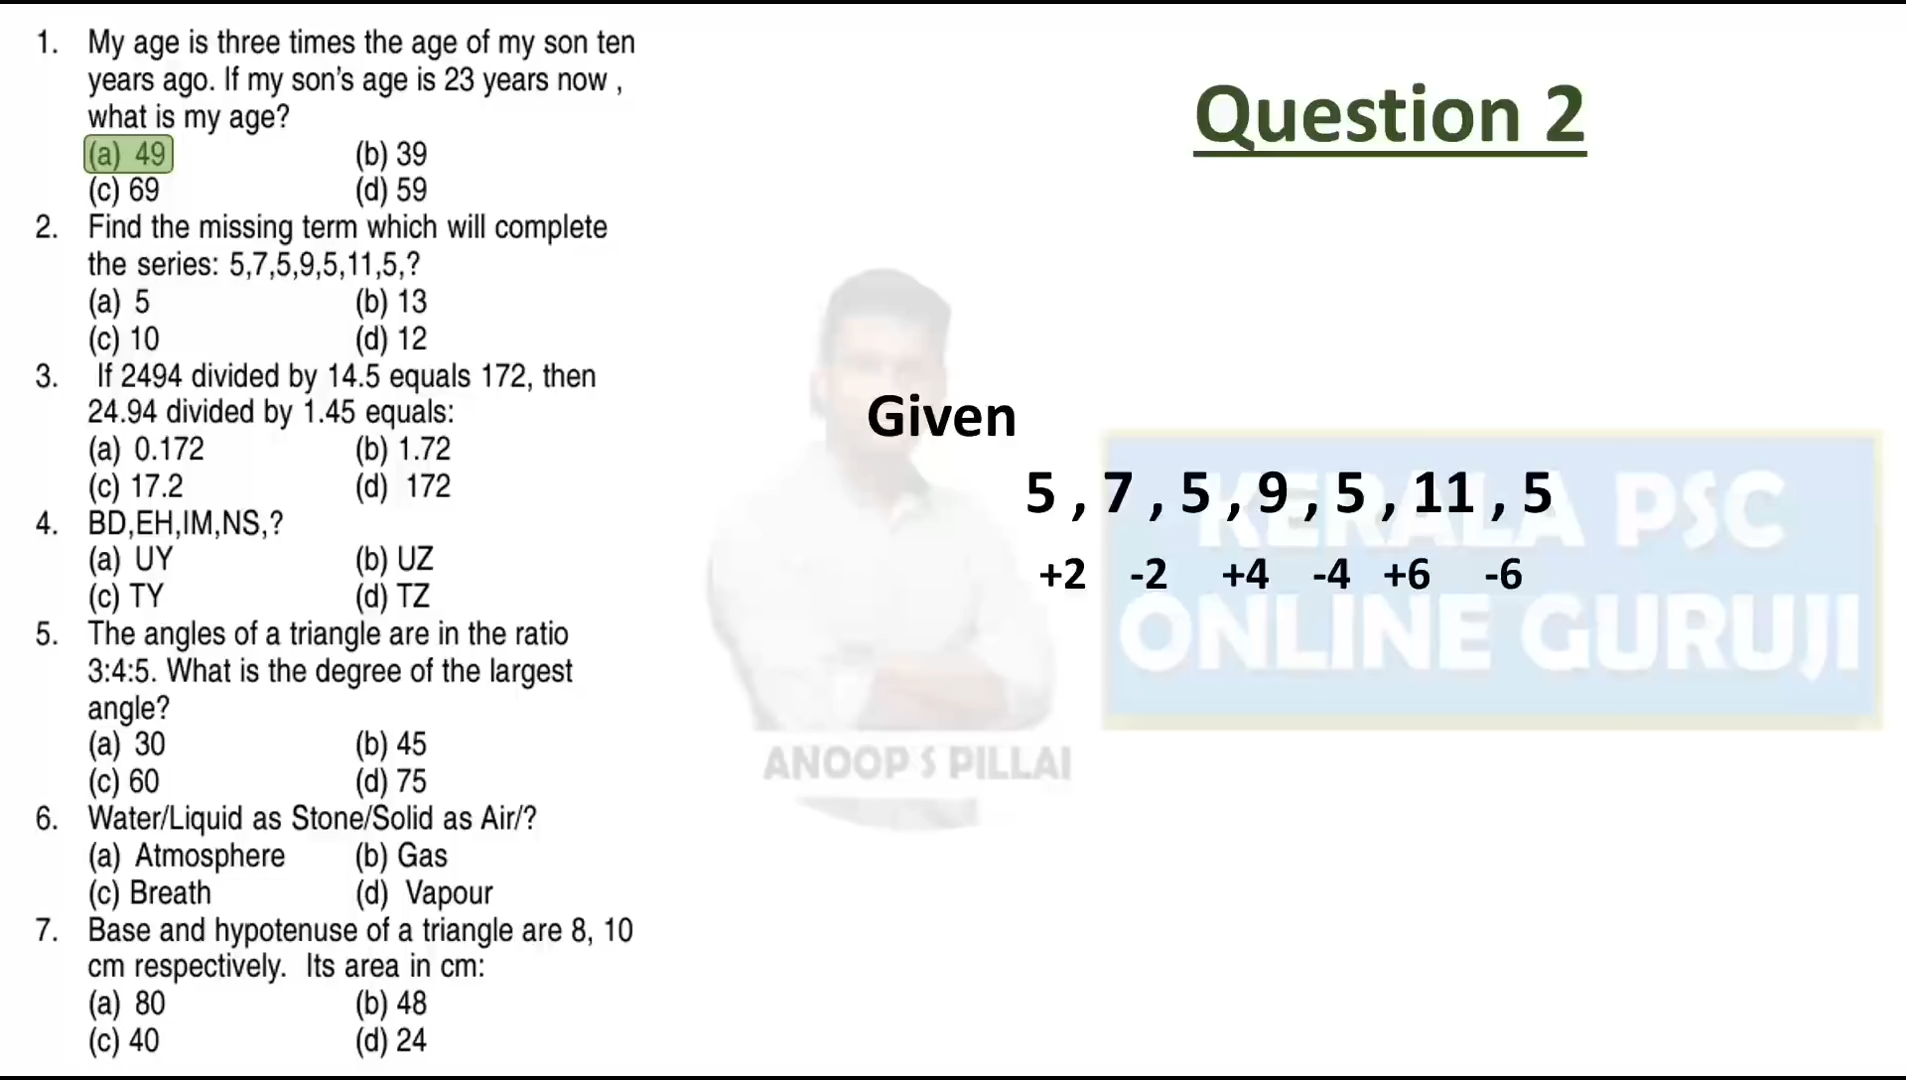 1. My age is three times the age of my son ten
years ago. If my son's age is 23 years now ,
what is my age?
(a) 49 (b) 39
(c) 69 (d) 59
2. Find the missing term which will complete
the series: 5,7,5,9,5,11,5,?
(a) 5 (b) 13
(c) 10 (d) 12
3. If 2494 divided by 14.5 equals 172, then
24.94 divided by 1.45 equals:
(a) 0.172 (b) 1.72
(c) 17.2 (d) 172
4. BD,EH,IM,NS,?
(a) UY (b) UZ
(c) TY (d) TZ
5. The angles of a triangle are in the ratio
3:4:5. What is the degree of the largest
angle?
(a) 30 (b) 45
(c) 60 (d) 75
6. Water/Liquid as Stone/Solid as Air/?
(a) Atmosphere (b) Gas
(c) Breath (d) Vapour
7. Base and hypotenuse of a triangle are 8, 10
cm respectively. Its area in cm:
(a) 80 (b) 48
(c) 40 (d) 24
Question 2
Given
5 , 7 , 5 , 9 , 5 , 11 , 5
+2 -2 +4 -4 +6 -6
KERALA PSC
ONLINE GURUJI
ANOOP S PILLAI